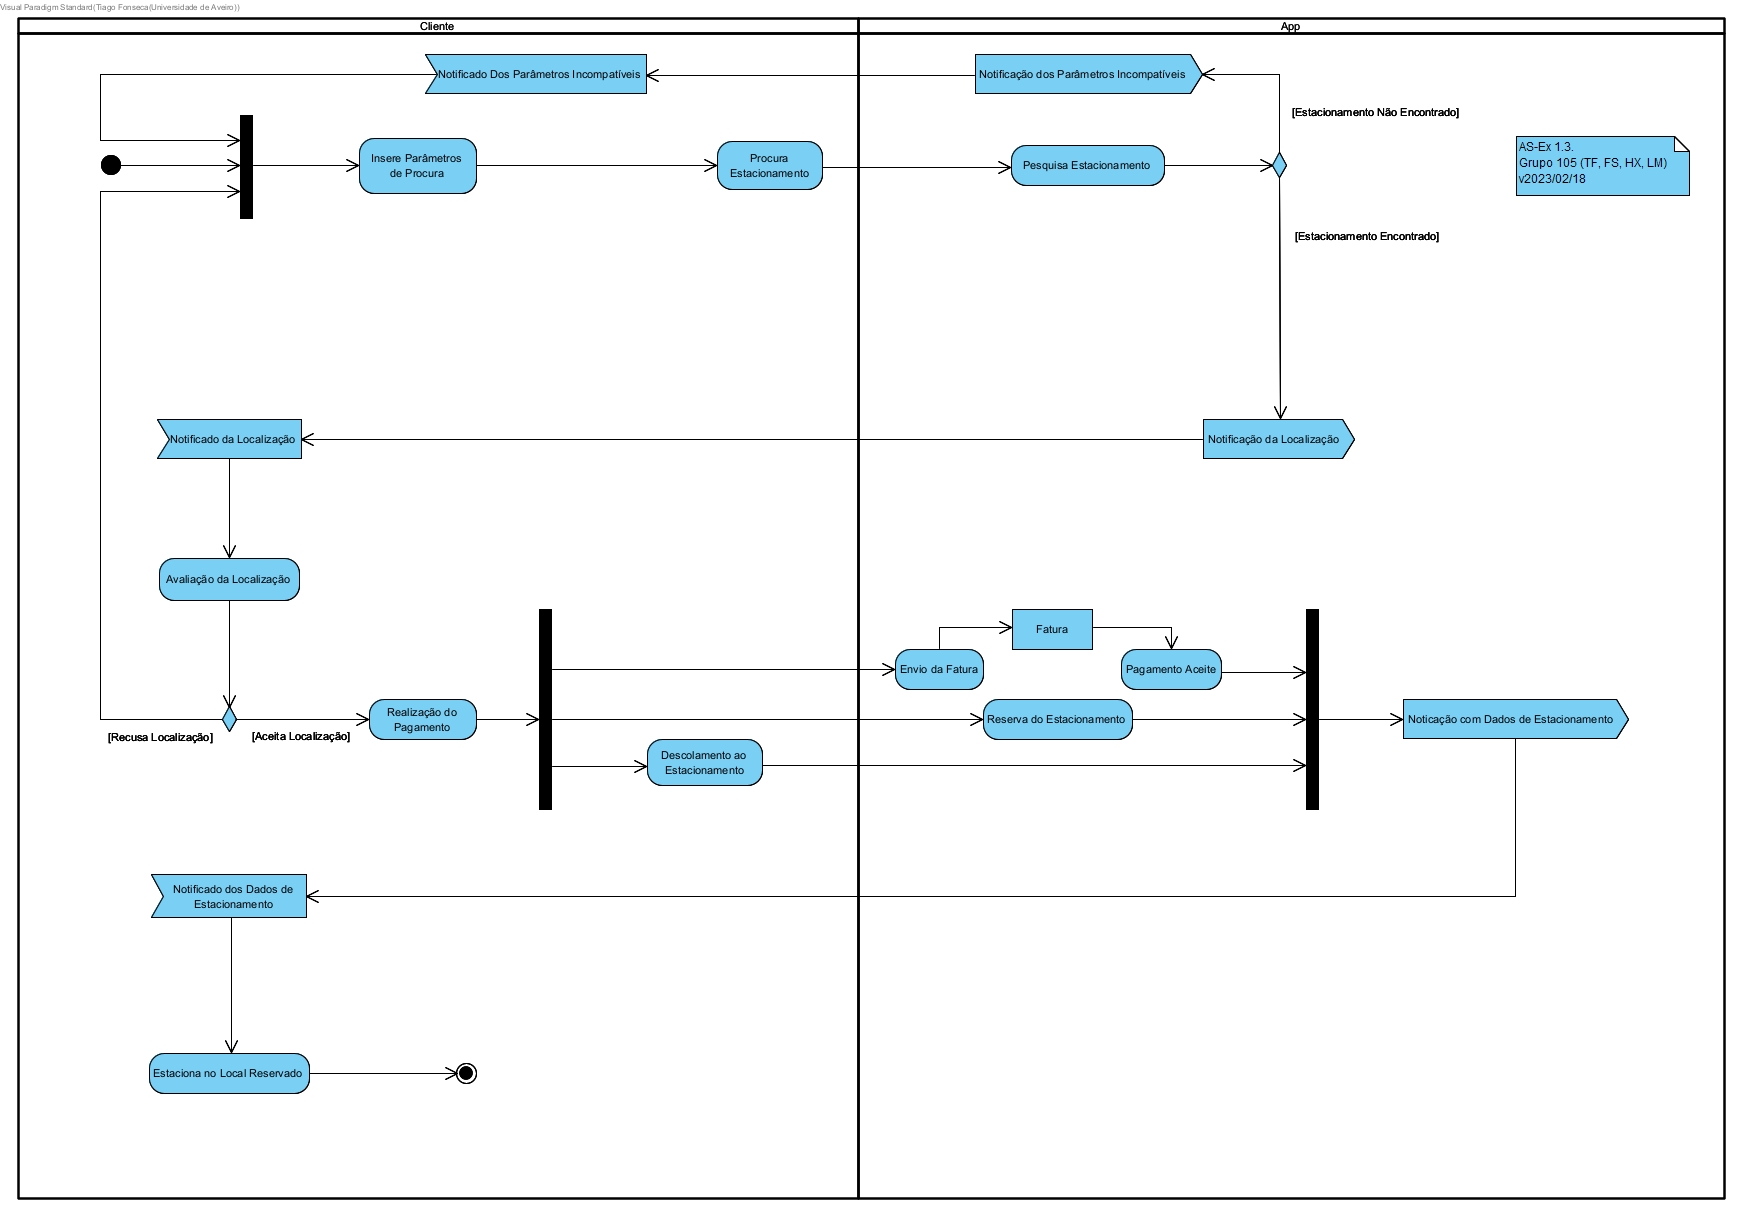 Visual Paradigm Standard(Tiago Fonseca(Universidade de Aveiro))
Cliente
App
Notificado Dos Parâmetros Incompatíveis
Notificação dos Parâmetros Incompatíveis
[Estacionamento Não Encontrado]
AS-Ex 1.3.
Grupo 105 (TF, FS, HX, LM)
v2023/02/18
Insere Parâmetros
de Procura
Procura
Estacionamento
Pesquisa Estacionamento
[Estacionamento Encontrado]
Notificado da Localização
Notificação da Localização
Avaliação da Localização
Fatura
Envio da Fatura
Pagamento Aceite
Realização do
Pagamento
Reserva do Estacionamento
Noticação com Dados de Estacionamento
[Recusa Localização]
[Aceita Localização]
Descolamento ao
Estacionamento
Notificado dos Dados de
Estacionamento
Estaciona no Local Reservado